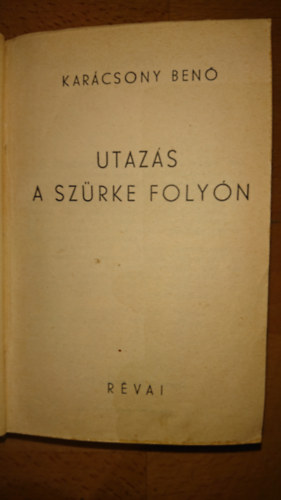 KARÁCSONY BENŐ
UTAZÁS
A SZÜRKE FOLYÓN
RÉVAI